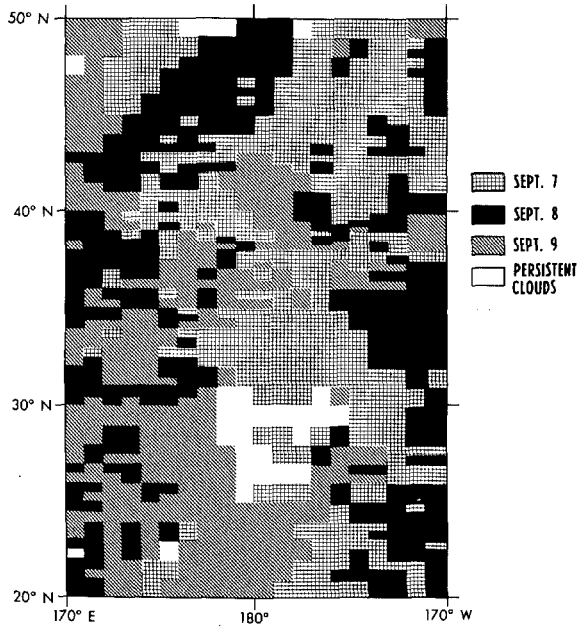 50° N
40° N
30° N
20° N
170° E
180°
170° W
SEPT. 7
SEPT. 8
SEPT. 9
PERSISTENT
CLOUDS